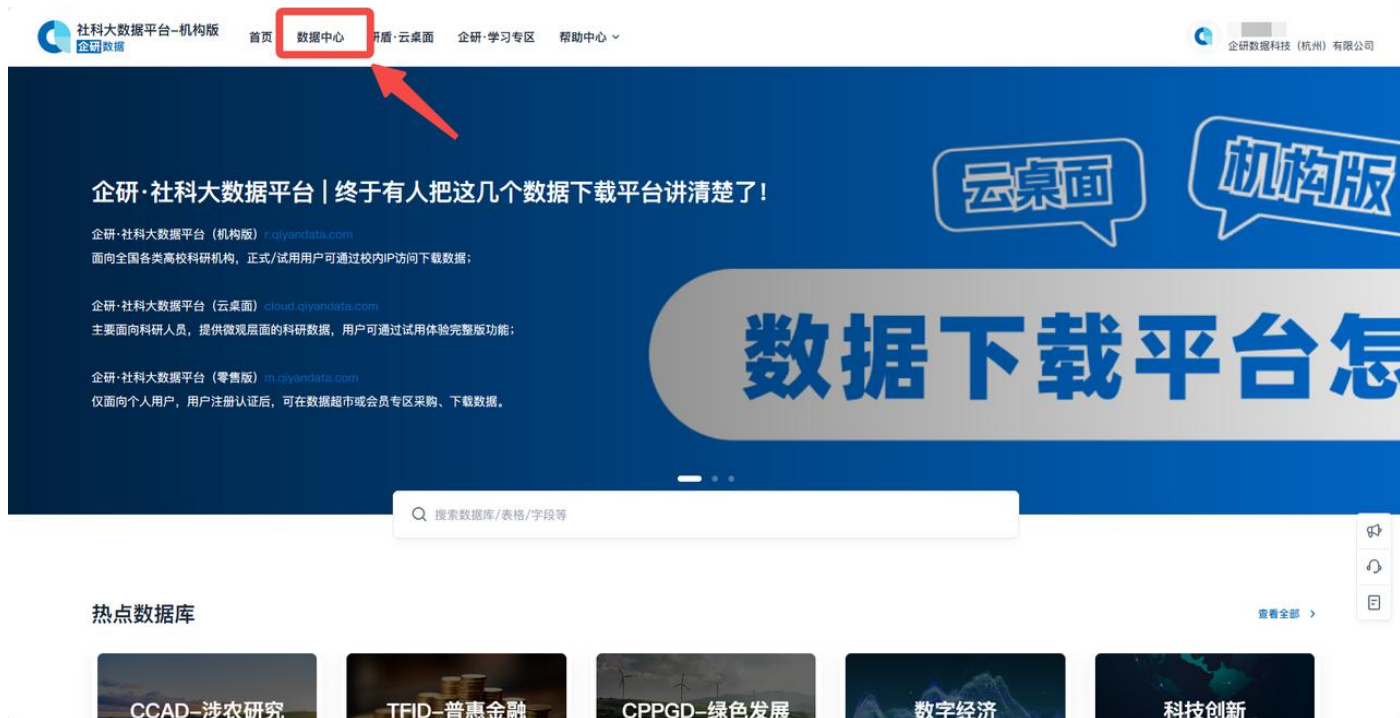 社科大数据平台-机构版
企研数据
首页 数据中心 研盾·云桌面 企研·学习专区 帮助中心
企研数据科技（杭州）有限公司
云桌面
机构版
企研·社科大数据平台 | 终于有人把这几个数据下载平台讲清楚了!
企研·社科大数据平台（机构版）r.qiyandata.com
面向全国各类高校科研机构，正式/试用用户可通过校内IP访问下载数据；
企研·社科大数据平台（云桌面）cloud.qiyandata.com
主要面向科研人员，提供微观层面的科研数据，用户可通过试用体验完整版功能；
数据下载平台怎
企研·社科大数据平台（零售版）m.qiyandata.com
仅面向个人用户，用户注册认证后，可在数据超市或会员专区采购、下载数据。
搜索数据库/表格/字段等
热点数据库
查看全部 >
CCAD-涉农研究
TFID-普惠金融
CPPGD-绿色发展
数字经济
科技创新